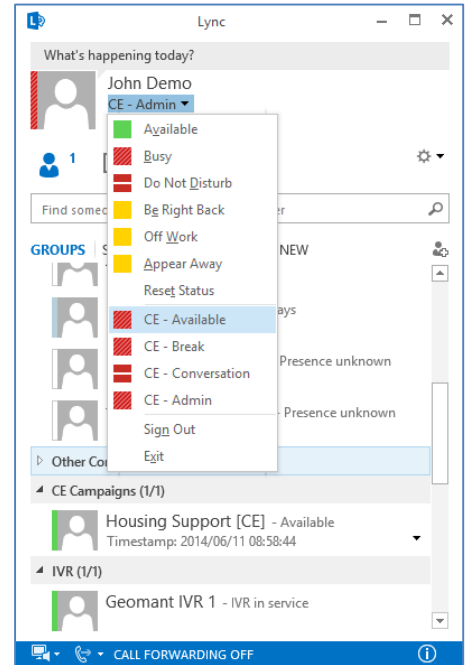 Lync
What's happening today?
John Demo
CE - Admin
1
Available
Busy
Do Not Disturb
Be Right Back
Off Work
Appear Away
Reset Status
CE - Available
CE - Break
CE - Conversation
CE - Admin
Sign Out
Exit
Find someo
er
GROUPS S
NEW
ays
Presence unknown
- Presence unknown
Other Co
CE Campaigns (1/1)
Housing Support [CE] - Available
Timestamp: 2014/06/11 08:58:44
IVR (1/1)
Geomant IVR 1 - IVR in service
CALL FORWARDING OFF